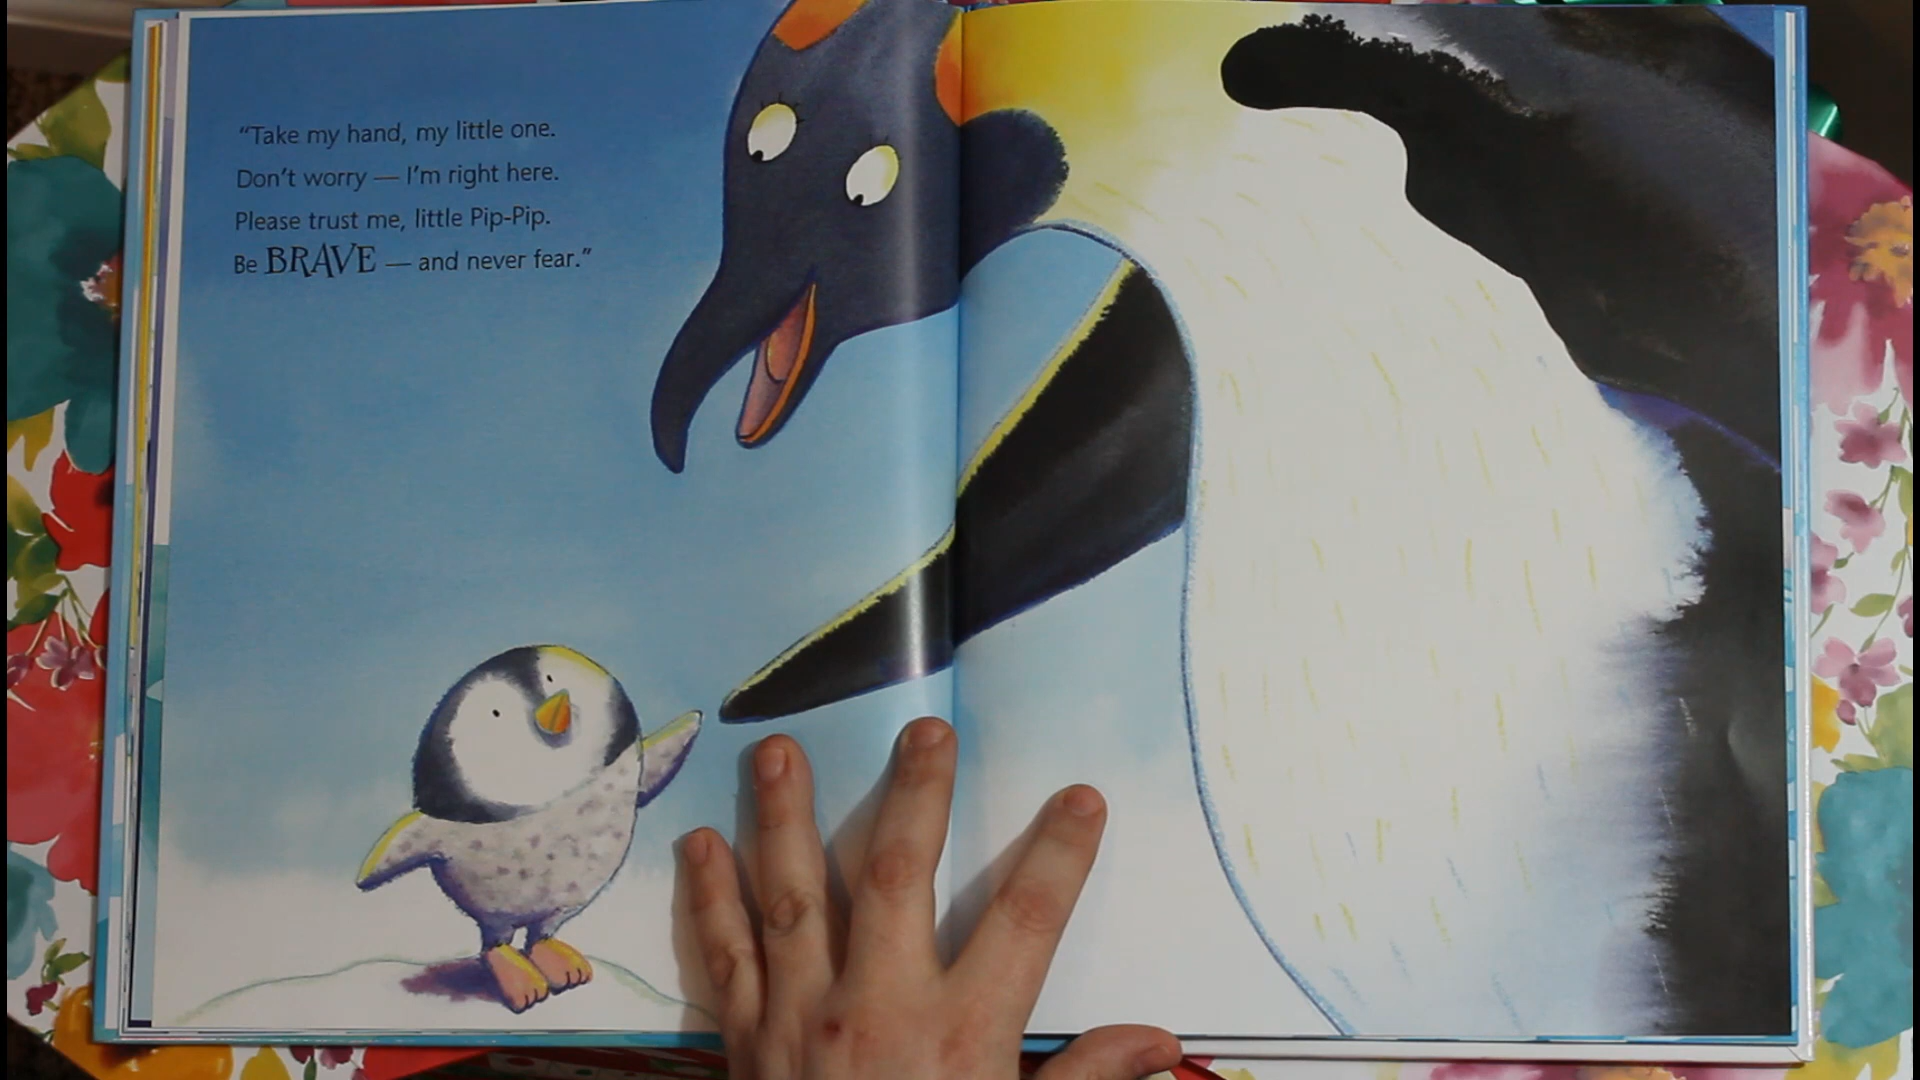 “Take my hand, my little one.
Don't worry — I'm right here.
Please trust me, little Pip-Pip.
Be BRAVE — and never fear.”